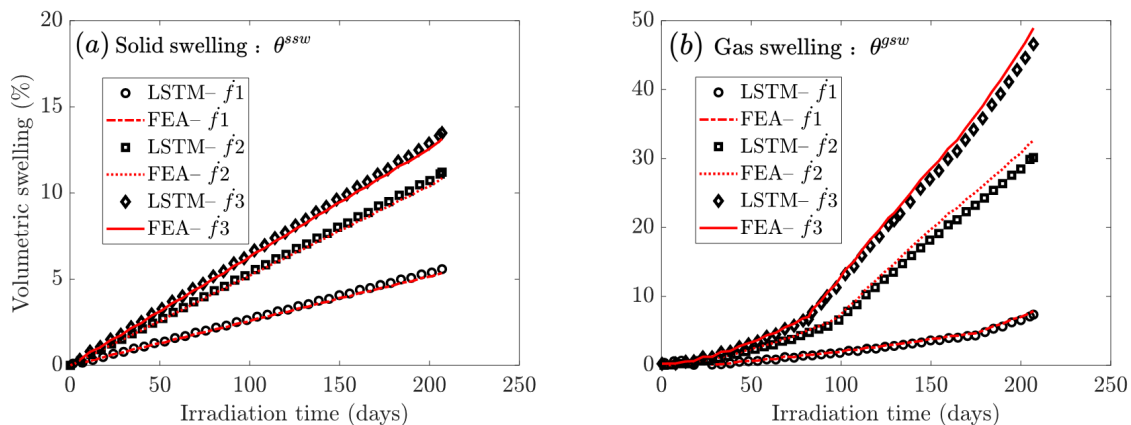 (a) Solid swelling : θ^ssw
Volumetric swelling (%)
20
15
10
5
0
LSTM– ḟ1
FEA– ḟ1
LSTM– ḟ2
FEA– ḟ2
LSTM– ḟ3
FEA– ḟ3
0 50 100 150 200 250
Irradiation time (days)
(b) Gas swelling : θ^gsw
50
40
30
20
10
0
LSTM– ḟ1
FEA– ḟ1
LSTM– ḟ2
FEA– ḟ2
LSTM– ḟ3
FEA– ḟ3
0 50 100 150 200 250
Irradiation time (days)